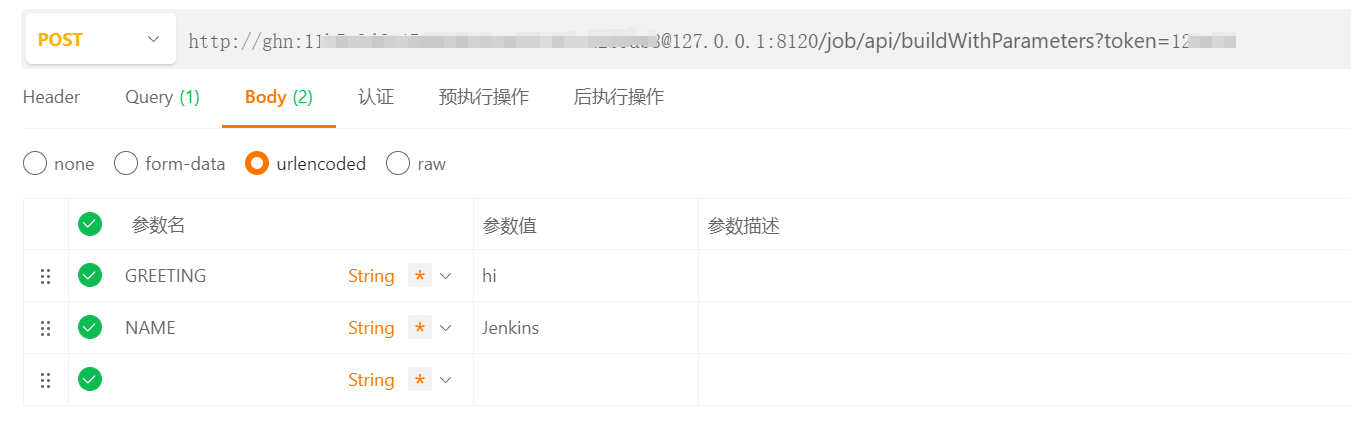 POST http://ghn:11 @127.0.0.1:8120/job/api/buildWithParameters?token=12
Header Query (1) Body (2) 认证 预执行操作 后执行操作
none form-data urlencoded raw
参数名 参数值 参数描述
GREETING String * hi
NAME String * Jenkins
String *